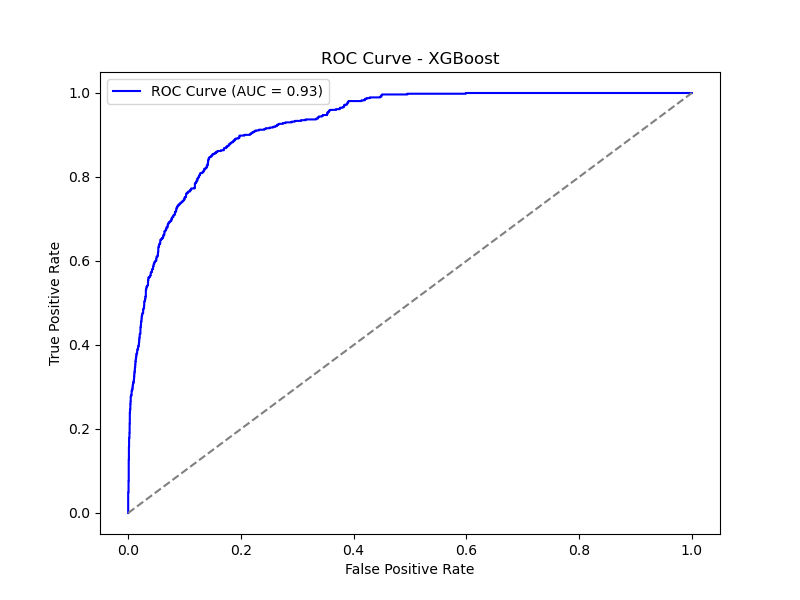 ROC Curve - XGBoost
ROC Curve (AUC = 0.93)
1.0
0.8
0.6
0.4
0.2
0.0
True Positive Rate
0.0 0.2 0.4 0.6 0.8 1.0
False Positive Rate